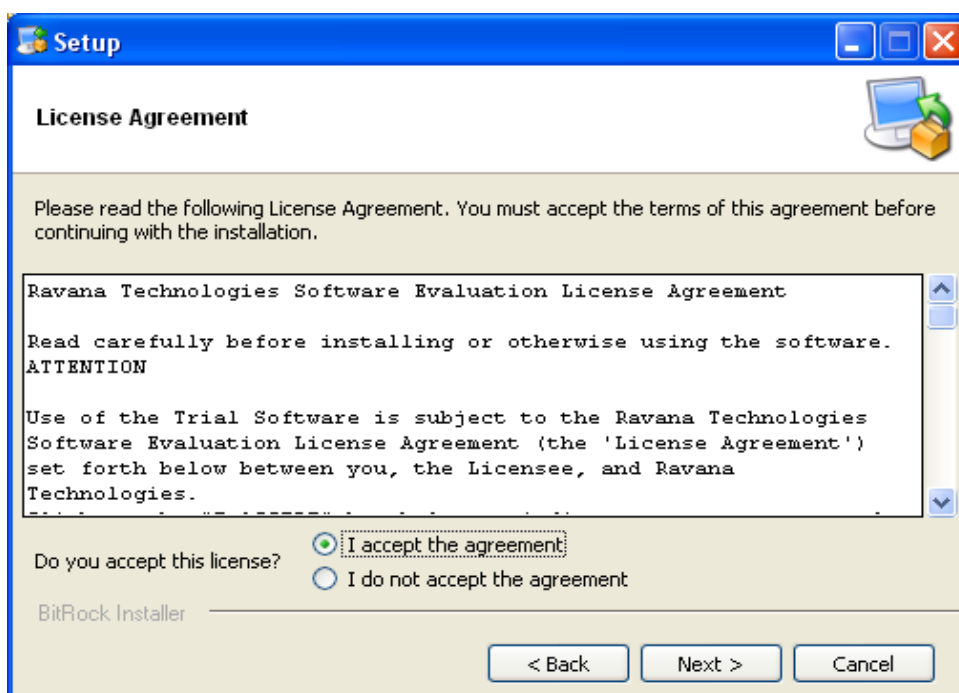 Setup
License Agreement
Please read the following License Agreement. You must accept the terms of this agreement before
continuing with the installation.
Ravana Technologies Software Evaluation License Agreement
Read carefully before installing or otherwise using the software.
ATTENTION
Use of the Trial Software is subject to the Ravana Technologies
Software Evaluation License Agreement (the 'License Agreement')
set forth below between you, the Licensee, and Ravana
Technologies.
Do you accept this license?
I accept the agreement
I do not accept the agreement
BitRock Installer
< Back
Next >
Cancel